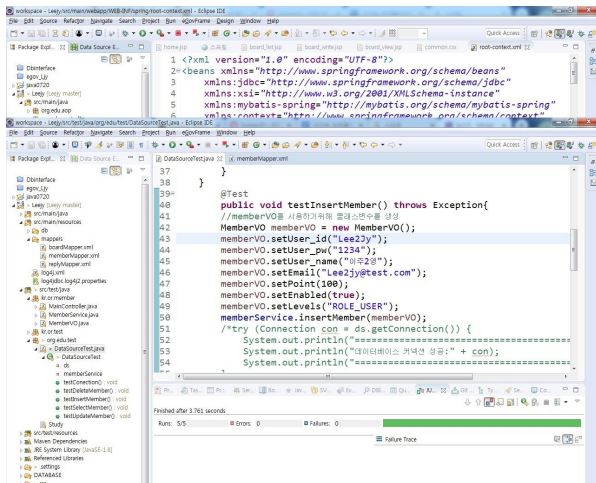 workspace - Leejy/src/main/webapp/WEB-INF/spring/root-context.xml - Eclipse IDE
File Edit Source Refactor Navigate Search Project Run eGovFrame Design Window Help
Quick Access
Package Expl... Data Source E...
home.jsp board_list.jsp board_write.jsp board_view.jsp common.css root-context.xml
Dbinterface
egov_Ljy
java0720
Leejy [Leejy master]
src/main/java
org.edu.aop
1 <?xml version="1.0" encoding="UTF-8"?>
2 <beans xmlns="http://www.springframework.org/schema/beans"
3 xmlns:jdbc="http://www.springframework.org/schema/jdbc"
4 xmlns:xsi="http://www.w3.org/2001/XMLSchema-instance"
5 xmlns:mybatis-spring="http://mybatis.org/schema/mybatis-spring"
6 xmlns:context="http://www.springframework.org/schema/context"
workspace - Leejy/src/test/java/org/edu/test/DataSourceTest.java - Eclipse IDE
File Edit Source Refactor Navigate Search Project Run eGovFrame Design Window Help
Quick Access
Package Expl... Data Source E...
DataSourceTest.java memberMapper.xml
Dbinterface
egov_Ljy
java0720
Leejy [Leejy master]
src/main/java
src/main/resources
db
mappers
boardMapper.xml
memberMapper.xml
replyMapper.xml
log4j.xml
log4jdbc.log4j2.properties
src/test/java
kr.or.member
MainController.java
MemberService.java
MemberVO.java
kr.or.test
org.edu.test
DataSourceTest.java
DataSourceTest
ds
memberService
testConection() : void
testDeleteMember() : void
testInsertMember() : void
testSelectMember() : void
testUpdateMember() : void
Study
src/test/resources
Maven Dependencies
JRE System Library [JavaSE-1.8]
Referenced Libraries
.settings
DATABASE
37 }
38 }
39 @Test
40 public void testInsertMember() throws Exception{
41 //memberVO를 사용하기위해 클래스변수를 생성
42 MemberVO memberVO = new MemberVO();
43 memberVO.setUser_id("Lee2Jy");
44 memberVO.setUser_pw("1234");
45 memberVO.setUser_name("이주2영");
46 memberVO.setEmail("Lee2jy@test.com");
47 memberVO.setPoint(100);
48 memberVO.setEnabled(true);
49 memberVO.setLevels("ROLE_USER");
50 memberService.insertMember(memberVO);
51 /*try (Connection con = ds.getConnection()) {
52 System.out.println("=====================================
53 System.out.println("데이터베이스 커넥션 성공:" + con);
54 System.out.println("=====================================
Finished after 3.761 seconds
Runs: 5/5 Errors: 0 Failures: 0
Failure Trace